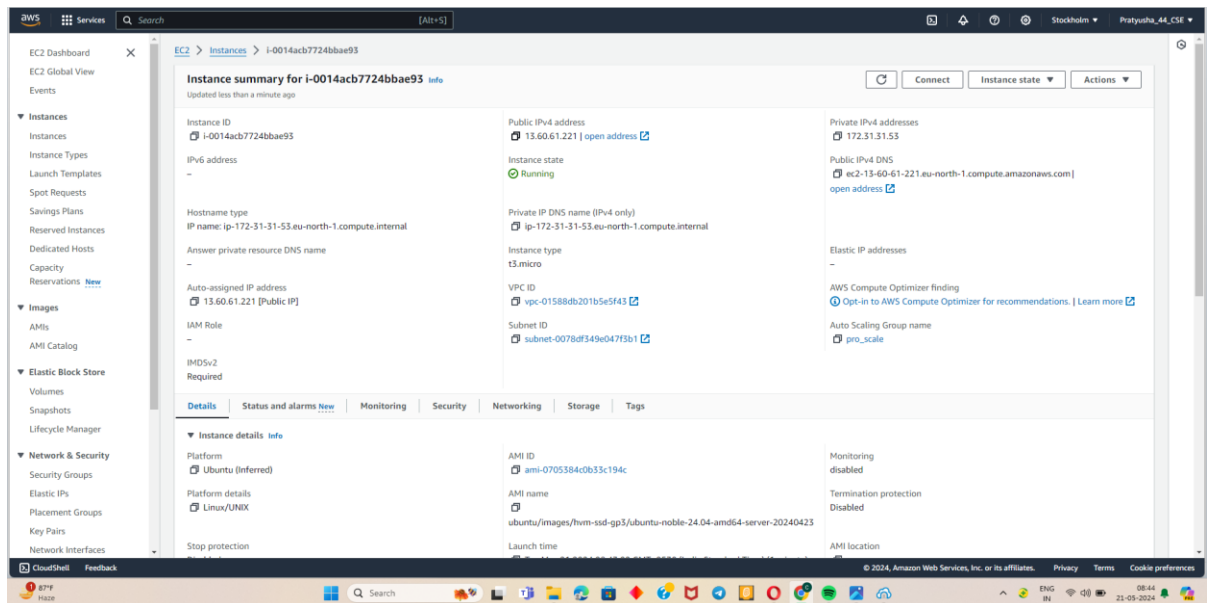 aws Services Search [Alt+S] Stockholm Pratyusha_44_CSE
EC2 Dashboard
EC2 Global View
Events
Instances
Instances
Instance Types
Launch Templates
Spot Requests
Savings Plans
Reserved Instances
Dedicated Hosts
Capacity
Reservations New
Images
AMIs
AMI Catalog
Elastic Block Store
Volumes
Snapshots
Lifecycle Manager
Network & Security
Security Groups
Elastic IPs
Placement Groups
Key Pairs
Network Interfaces
EC2 > Instances > i-0014acb7724bbae93
Instance summary for i-0014acb7724bbae93 Info
Updated less than a minute ago
Connect Instance state Actions
Instance ID
i-0014acb7724bbae93
Public IPv4 address
13.60.61.221 | open address
Private IPv4 addresses
172.31.31.53
IPv6 address
–
Instance state
Running
Public IPv4 DNS
ec2-13-60-61-221.eu-north-1.compute.amazonaws.com |
open address
Hostname type
IP name: ip-172-31-31-53.eu-north-1.compute.internal
Private IP DNS name (IPv4 only)
ip-172-31-31-53.eu-north-1.compute.internal
Answer private resource DNS name
–
Instance type
t3.micro
Elastic IP addresses
–
Auto-assigned IP address
13.60.61.221 [Public IP]
VPC ID
vpc-01588db201b5e5f43
AWS Compute Optimizer finding
Opt-in to AWS Compute Optimizer for recommendations. | Learn more
IAM Role
–
Subnet ID
subnet-0078df349e047f3b1
Auto Scaling Group name
pro_scale
IMDSv2
Required
Details Status and alarms New Monitoring Security Networking Storage Tags
Instance details Info
Platform
Ubuntu (Inferred)
AMI ID
ami-0705384c0b33c194c
Monitoring
disabled
Platform details
Linux/UNIX
AMI name
ubuntu/images/hvm-ssd-gp3/ubuntu-noble-24.04-amd64-server-20240423
Termination protection
Disabled
Stop protection
Launch time
AMI location
CloudShell Feedback © 2024, Amazon Web Services, Inc. or its affiliates. Privacy Terms Cookie preferences
87°F
Haze
Search
ENG
IN
08:44
21-05-2024